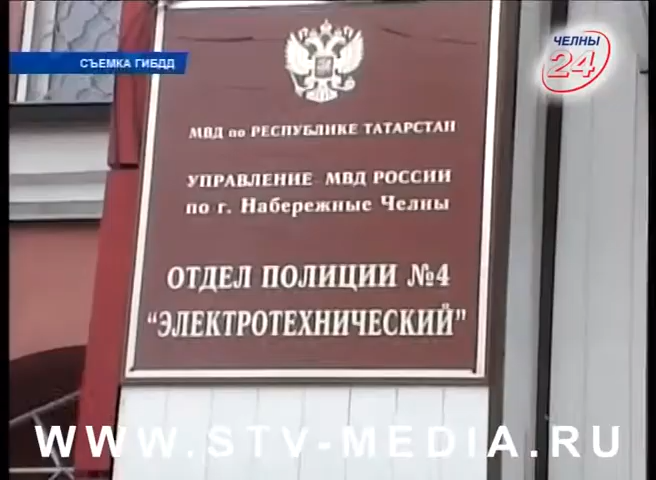 ЧЕЛНЫ
24
СЪЕМКА ГИБДД
МВД по РЕСПУБЛИКЕ ТАТАРСТАН
УПРАВЛЕНИЕ МВД РОССИИ
по г. Набережные Челны
ОТДЕЛ ПОЛИЦИИ №4
"ЭЛЕКТРОТЕХНИЧЕСКИЙ"
WWW.STV-MEDIA.RU